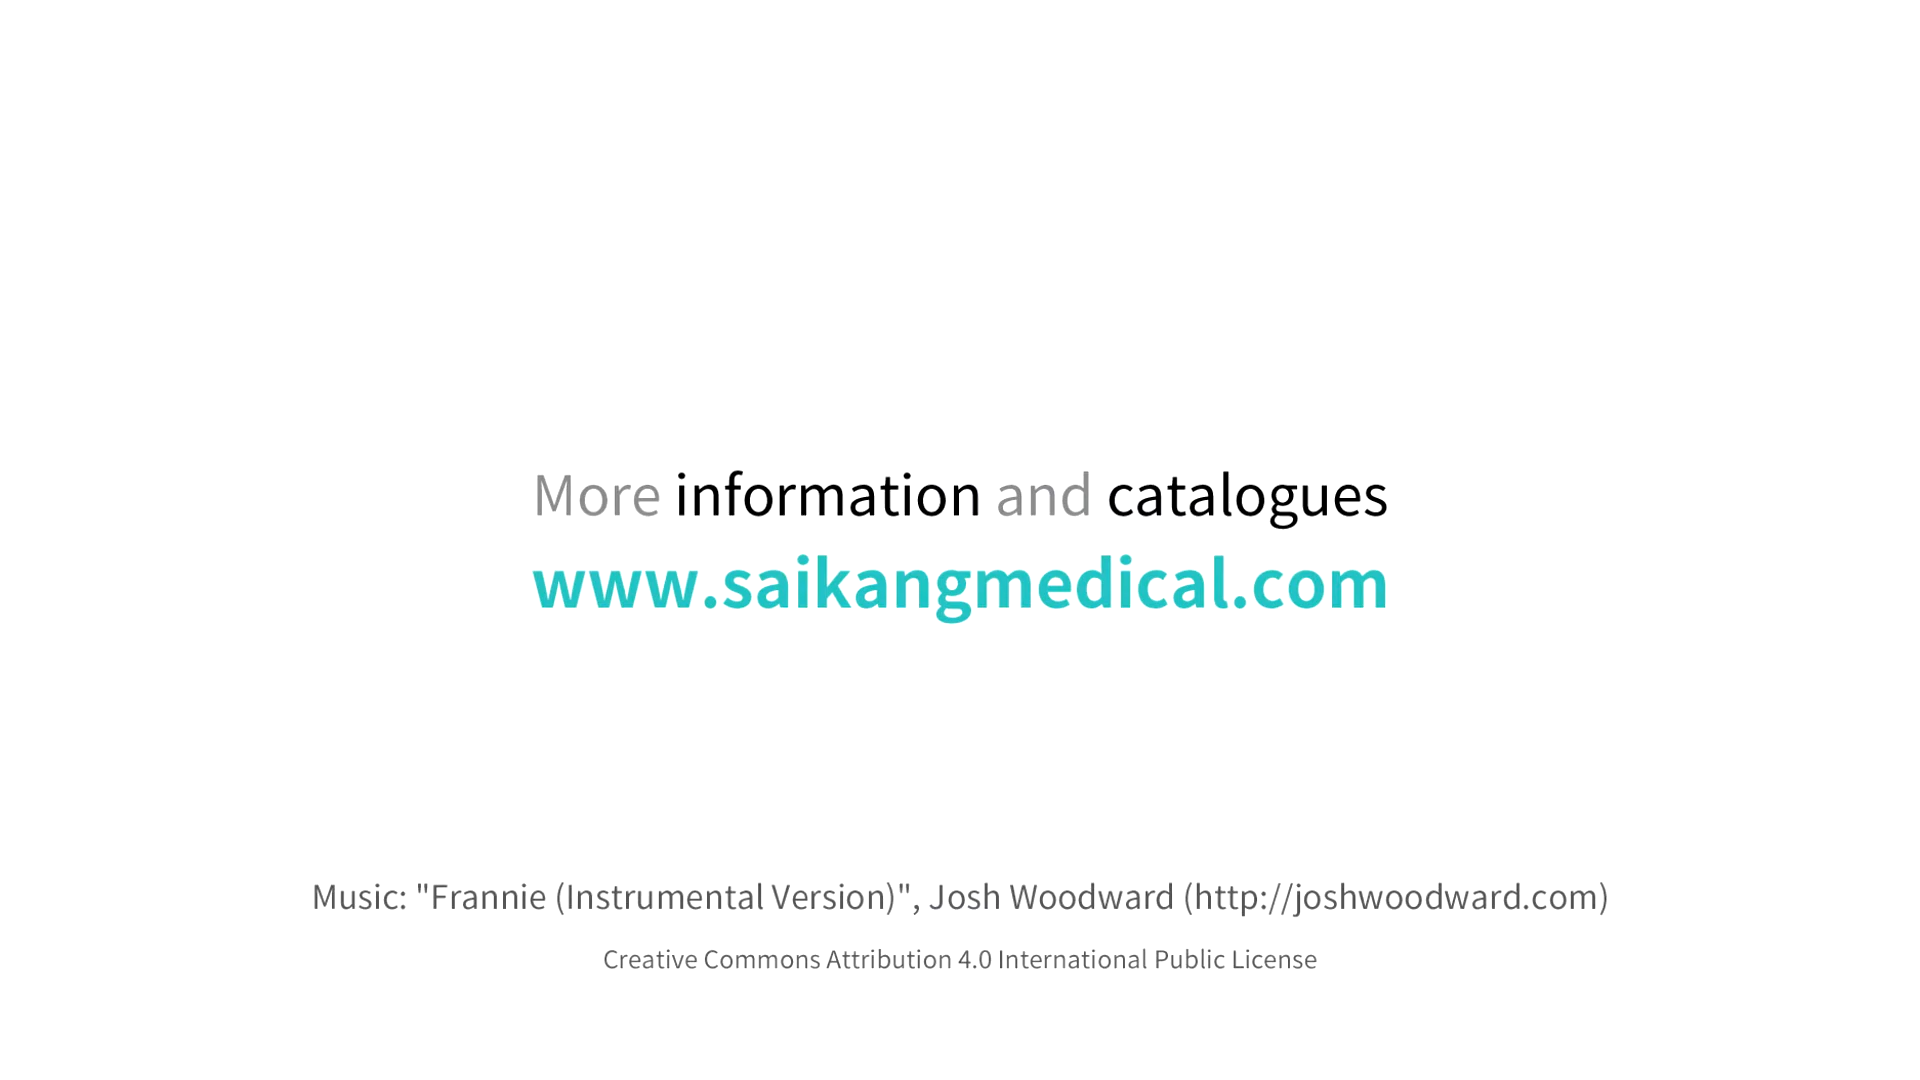 More information and catalogues
www.saikangmedical.com
Music: "Frannie (Instrumental Version)", Josh Woodward (http://joshwoodward.com)
Creative Commons Attribution 4.0 International Public License